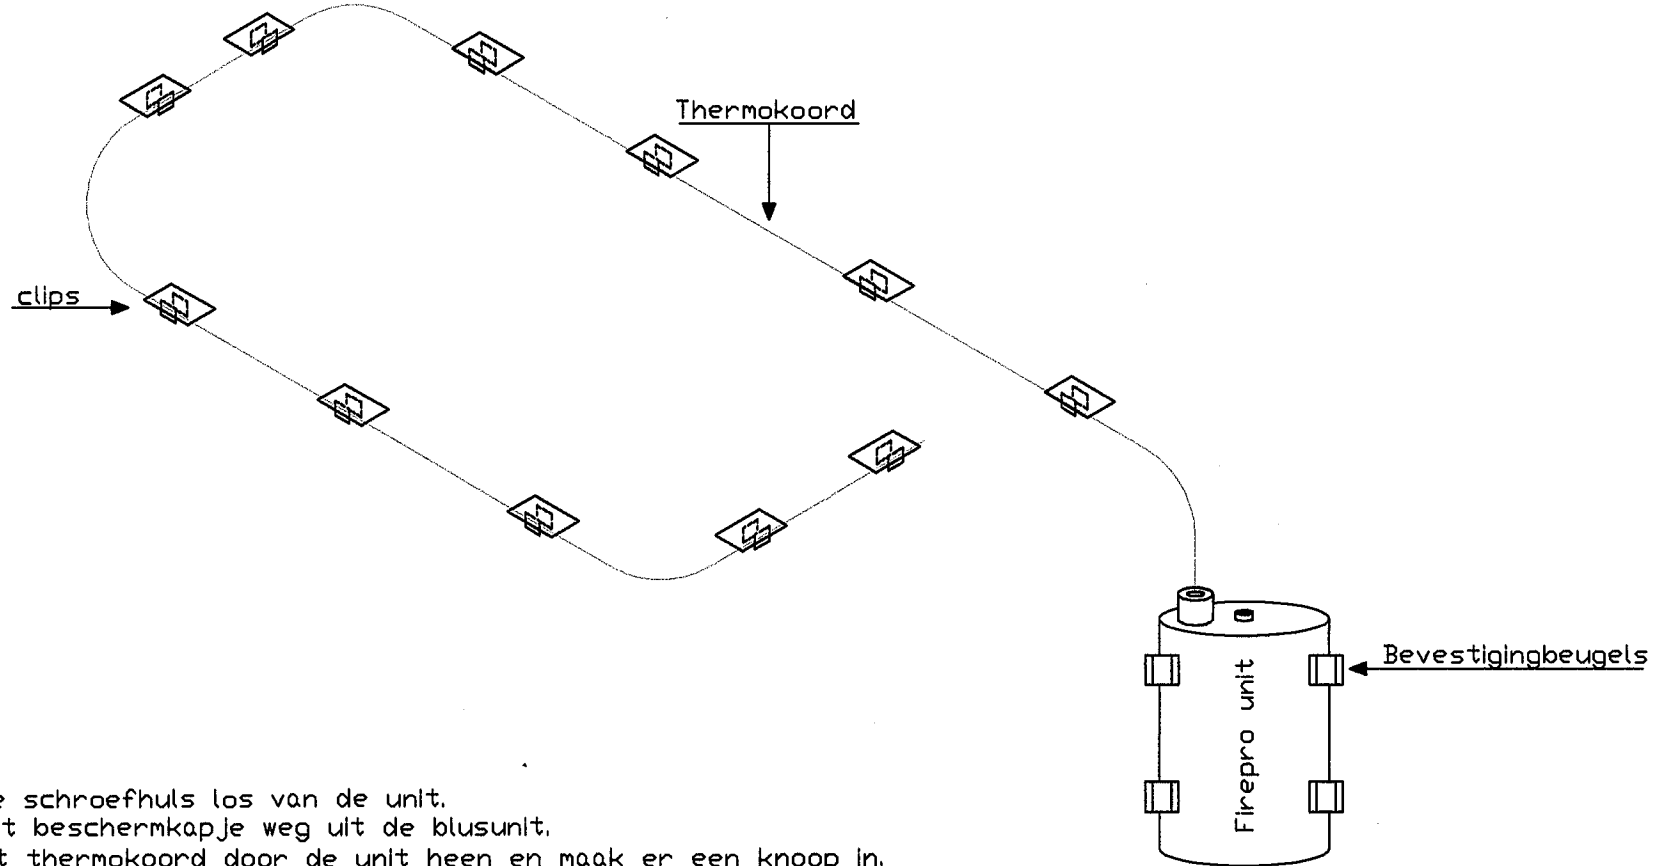 Thermokoord
clips
Bevestigingbeugels
Firepro unit
schroefhuls los van de unit.
beschermkapje weg uit de blusunit.
thermokoord door de unit heen en maak er een knoop in.